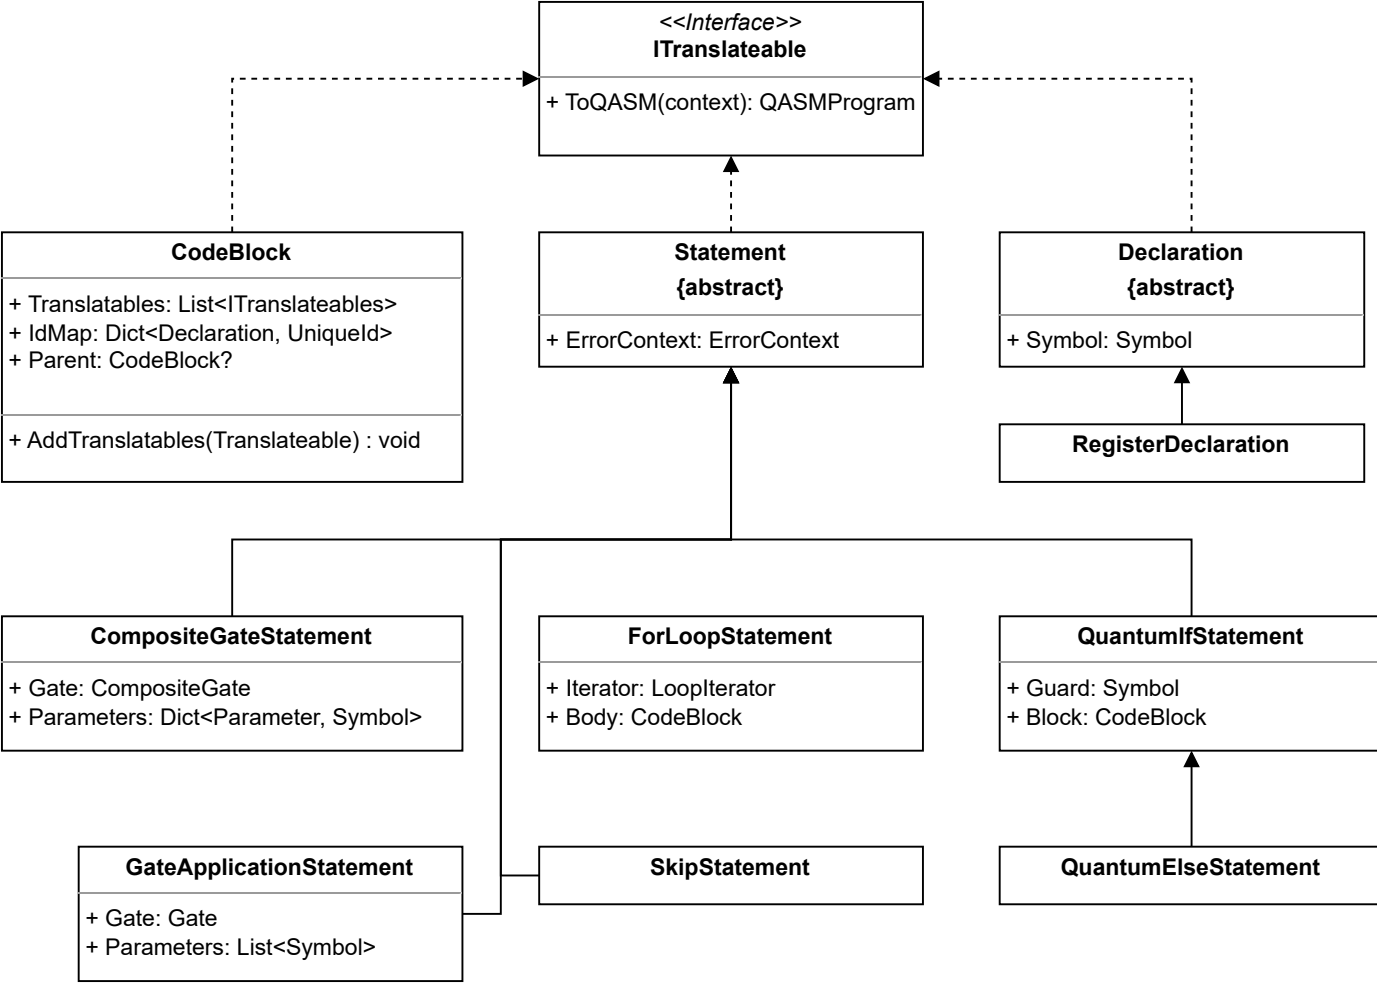 <<Interface>>
ITranslateable
+ ToQASM(context): QASMProgram
CodeBlock
+ Translatables: List<ITranslateables>
+ IdMap: Dict<Declaration, UniqueId>
+ Parent: CodeBlock?
+ AddTranslatables(Translateable) : void
Statement
{abstract}
+ ErrorContext: ErrorContext
Declaration
{abstract}
+ Symbol: Symbol
RegisterDeclaration
CompositeGateStatement
+ Gate: CompositeGate
+ Parameters: Dict<Parameter, Symbol>
ForLoopStatement
+ Iterator: LoopIterator
+ Body: CodeBlock
QuantumIfStatement
+ Guard: Symbol
+ Block: CodeBlock
GateApplicationStatement
+ Gate: Gate
+ Parameters: List<Symbol>
SkipStatement
QuantumElseStatement